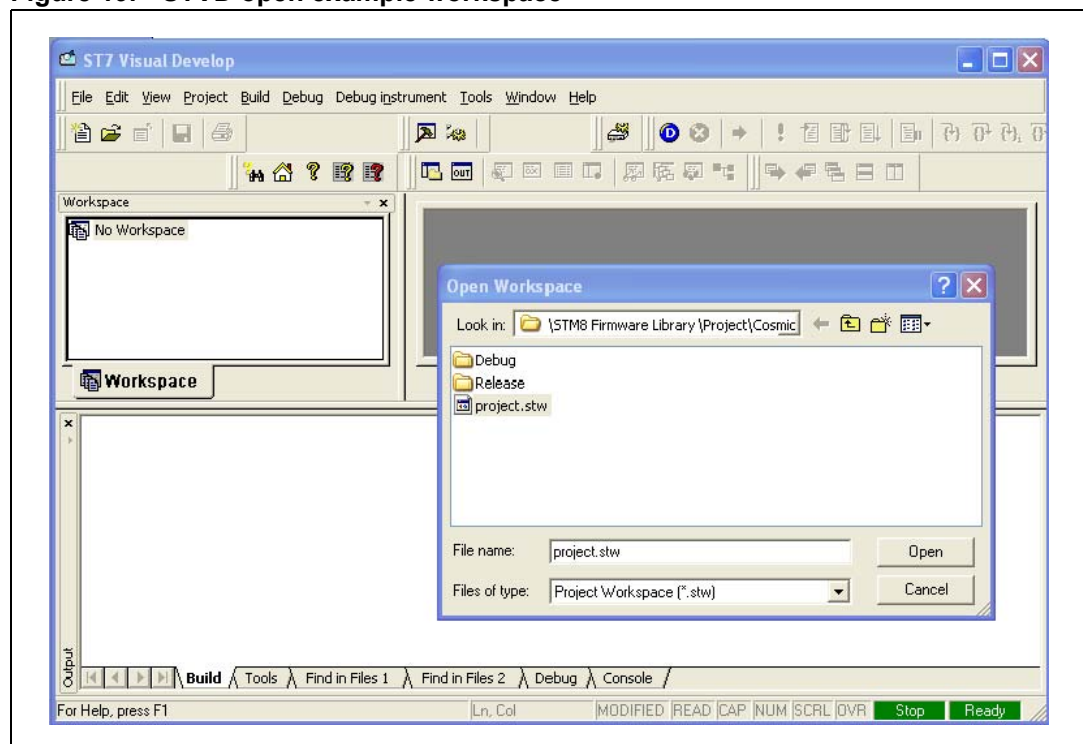 ST7 Visual Develop
File Edit View Project Build Debug Debug instrument Tools Window Help
OUT
Workspace
No Workspace
Workspace
Open Workspace
Look in: \STM8 Firmware Library \Project\Cosmic
Debug
Release
project.stw
File name: project.stw Open
Files of type: Project Workspace (*.stw) Cancel
Output
Build Tools Find in Files 1 Find in Files 2 Debug Console
For Help, press F1 Ln, Col MODIFIED READ CAP NUM SCRL OVR Stop Ready